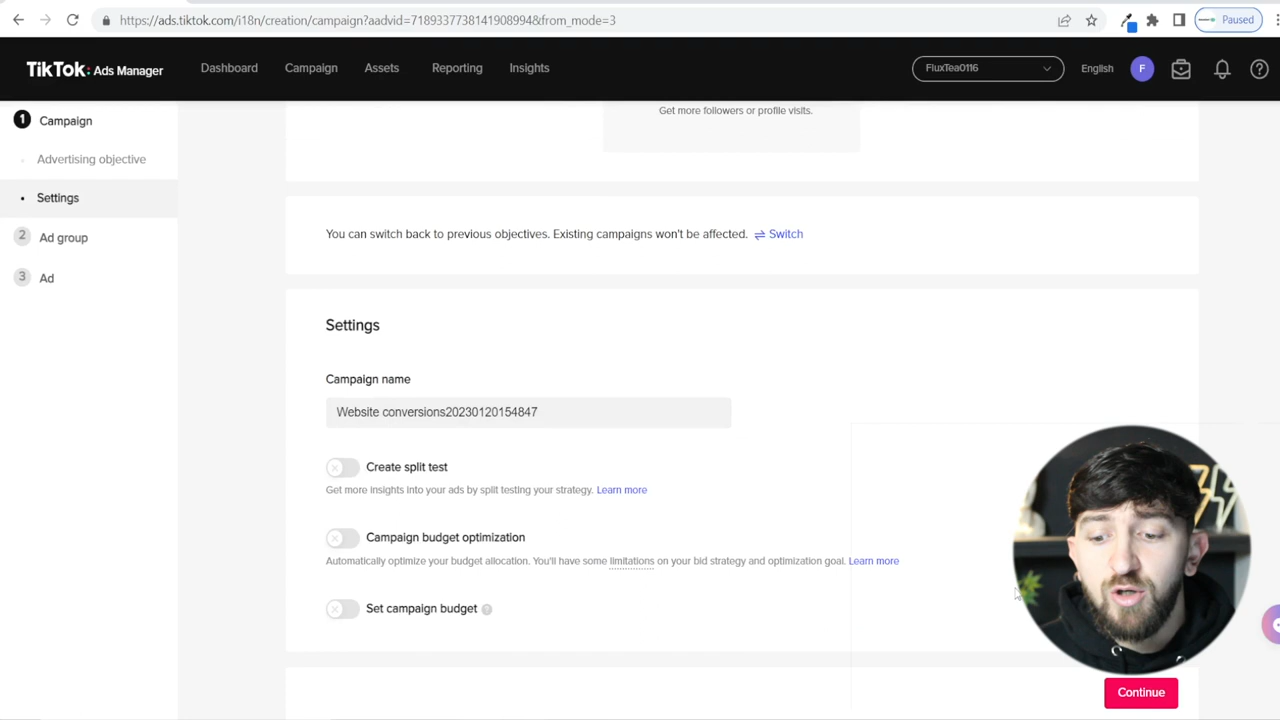 https://ads.tiktok.com/i18n/creation/campaign?aadvid=7189337738141908994&from_mode=3
Paused
TikTok: Ads Manager
Dashboard
Campaign
Assets
Reporting
Insights
FluxTea0116
English
F
?
1 Campaign
Advertising objective
Settings
2 Ad group
3 Ad
Get more followers or profile visits.
You can switch back to previous objectives. Existing campaigns won't be affected. Switch
Settings
Campaign name
Website conversions20230120154847
Create split test
Get more insights into your ads by split testing your strategy. Learn more
Campaign budget optimization
Automatically optimize your budget allocation. You'll have some limitations on your bid strategy and optimization goal. Learn more
Set campaign budget ?
Continue